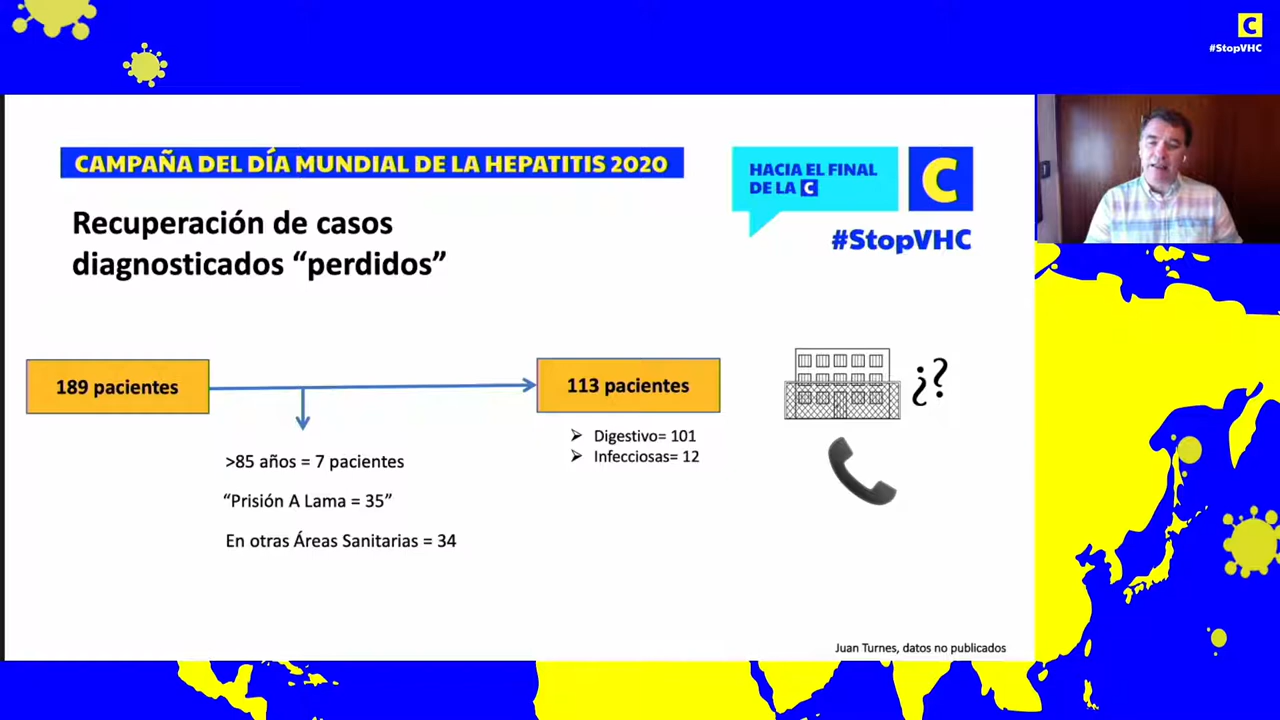 C
#StopVHC
CAMPAÑA DEL DÍA MUNDIAL DE LA HEPATITIS 2020
HACIA EL FINAL
DE LA C
C
#StopVHC
Recuperación de casos
diagnosticados “perdidos”
189 pacientes
113 pacientes
¿?
➢ Digestivo= 101
➢ Infecciosas= 12
>85 años = 7 pacientes
“Prisión A Lama = 35”
En otras Áreas Sanitarias = 34
Juan Turnes, datos no publicados